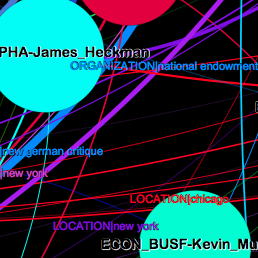 PHA-James_Heckman
ORGANIZATION|national endowment
|new german critique
|new york
LOCATION|chicago
LOCATION|new york
ECON_BUSF-Kevin_Mu